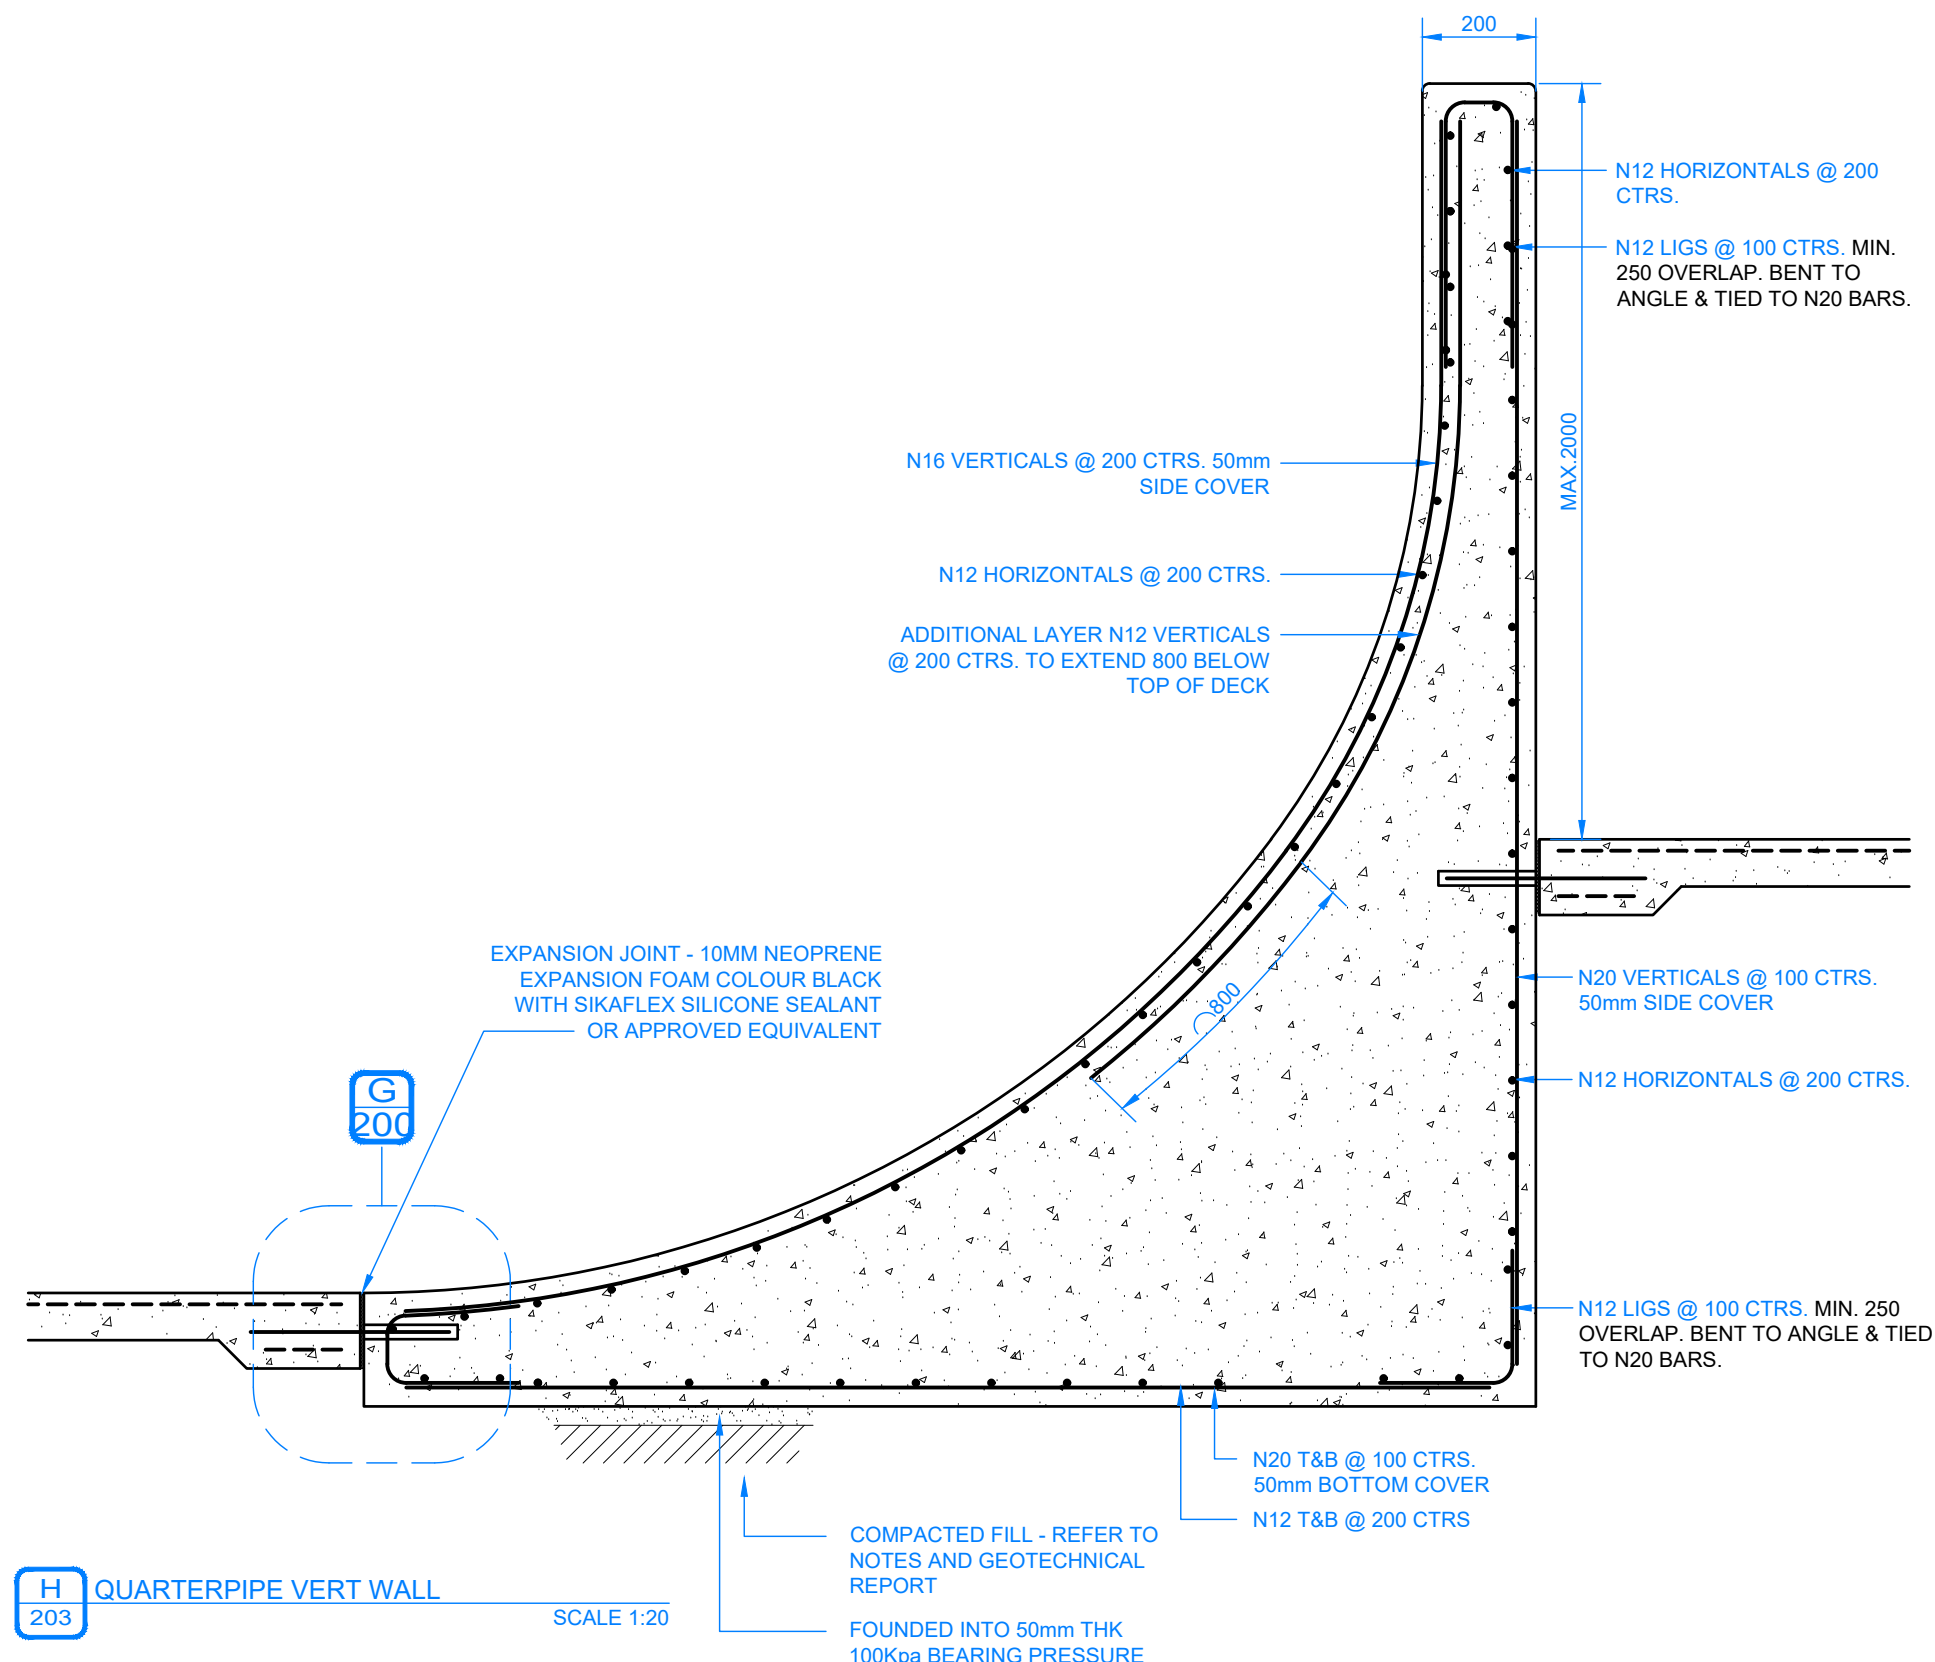 200
N12 HORIZONTALS @ 200
CTRS.
N12 LIGS @ 100 CTRS. MIN.
250 OVERLAP. BENT TO
ANGLE & TIED TO N20 BARS.
MAX.2000
N16 VERTICALS @ 200 CTRS. 50mm
SIDE COVER
N12 HORIZONTALS @ 200 CTRS.
ADDITIONAL LAYER N12 VERTICALS
@ 200 CTRS. TO EXTEND 800 BELOW
TOP OF DECK
EXPANSION JOINT - 10MM NEOPRENE
EXPANSION FOAM COLOUR BLACK
WITH SIKAFLEX SILICONE SEALANT
OR APPROVED EQUIVALENT
800
N20 VERTICALS @ 100 CTRS.
50mm SIDE COVER
N12 HORIZONTALS @ 200 CTRS.
G
200
N12 LIGS @ 100 CTRS. MIN. 250
OVERLAP. BENT TO ANGLE & TIED
TO N20 BARS.
N20 T&B @ 100 CTRS.
50mm BOTTOM COVER
N12 T&B @ 200 CTRS
COMPACTED FILL - REFER TO
NOTES AND GEOTECHNICAL
REPORT
FOUNDED INTO 50mm THK
100Kpa BEARING PRESSURE
H
203
QUARTERPIPE VERT WALL
SCALE 1:20